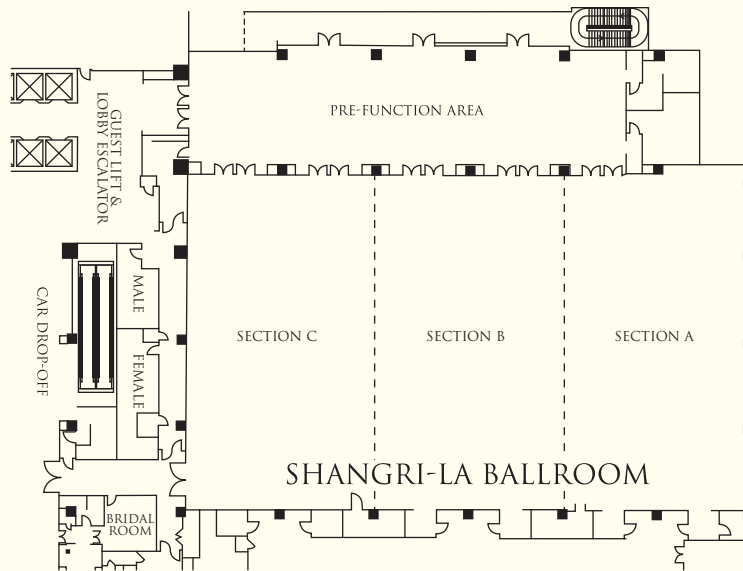 PRE-FUNCTION AREA
GUEST LIFT &
LOBBY ESCALATOR
MALE
CAR DROP-OFF
SECTION C
SECTION B
SECTION A
FEMALE
SHANGRI-LA BALLROOM
BRIDAL
ROOM